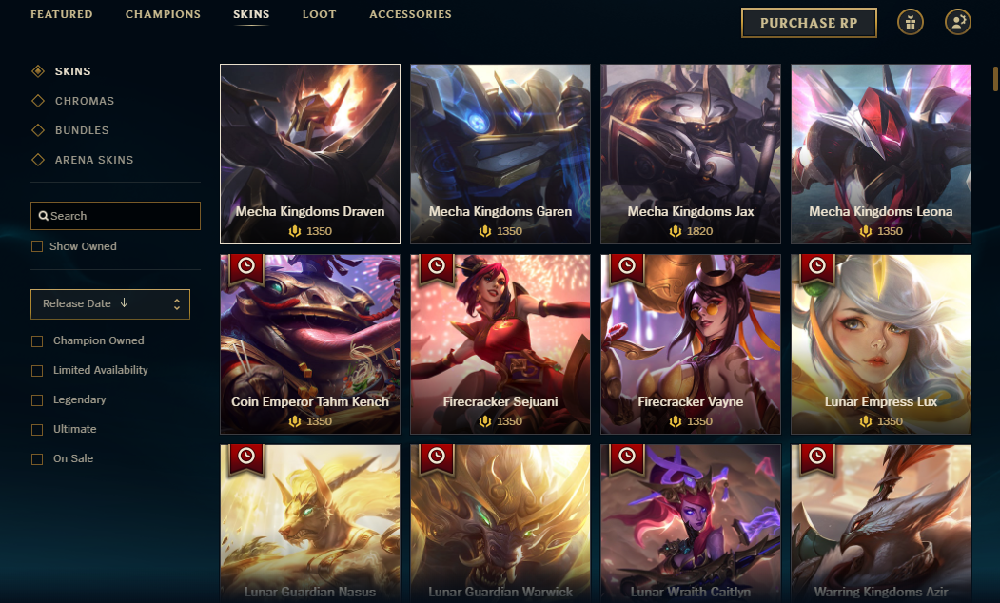 FEATURED CHAMPIONS SKINS LOOT ACCESSORIES PURCHASE RP
SKINS
CHROMAS
BUNDLES
ARENA SKINS
Search
Show Owned
Release Date
Champion Owned
Limited Availability
Legendary
Ultimate
On Sale
Mecha Kingdoms Draven
1350
Mecha Kingdoms Garen
1350
Mecha Kingdoms Jax
1820
Mecha Kingdoms Leona
1350
Coin Emperor Tahm Kench
1350
Firecracker Sejuani
1350
Firecracker Vayne
1350
Lunar Empress Lux
1350
Lunar Guardian Nasus
Lunar Guardian Warwick
Lunar Wraith Caitlyn
Warring Kingdoms Azir